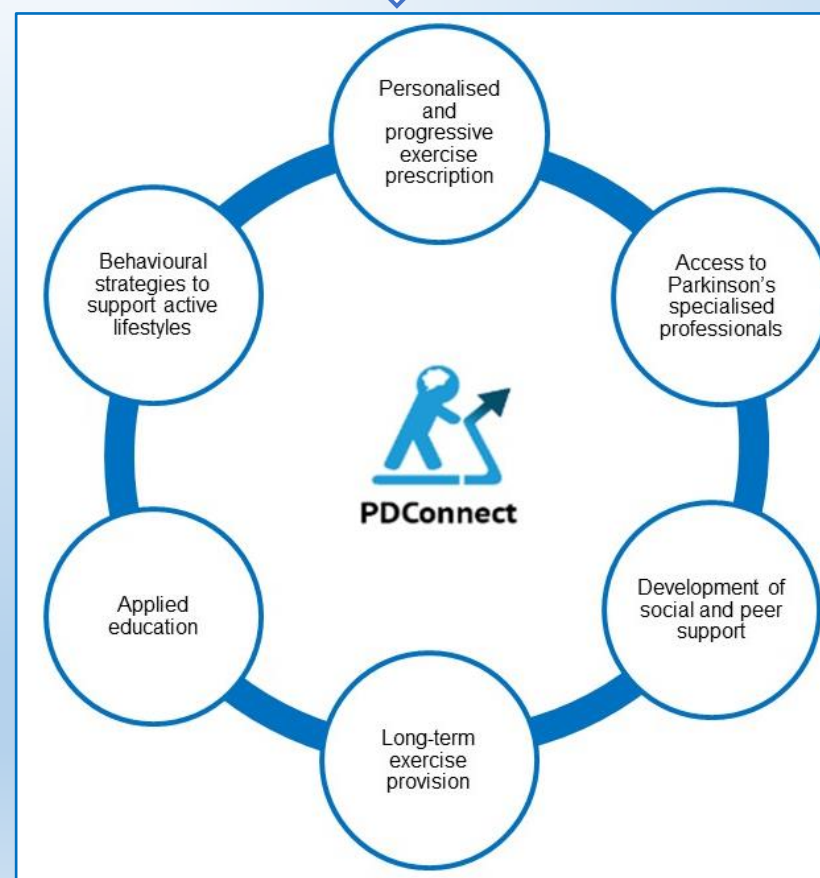 Personalised
and
progressive
exercise
prescription
Access to
Parkinson's
specialised
professionals
Development of
social and peer
support
Long-term
exercise
provision
Applied
education
Behavioural
strategies to
support active
lifestyles
PDConnect